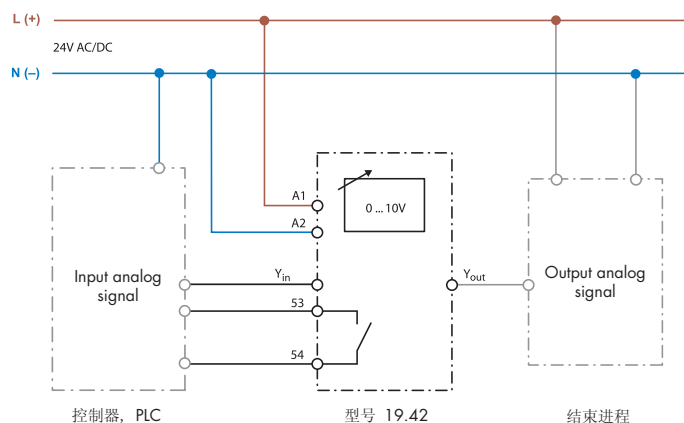 L (+)
24V AC/DC
N (–)
A1
0 ... 10V
A2
Input analog
signal
Yin
Yout
Output analog
signal
53
54
控制器, PLC
型号 19.42
结束进程